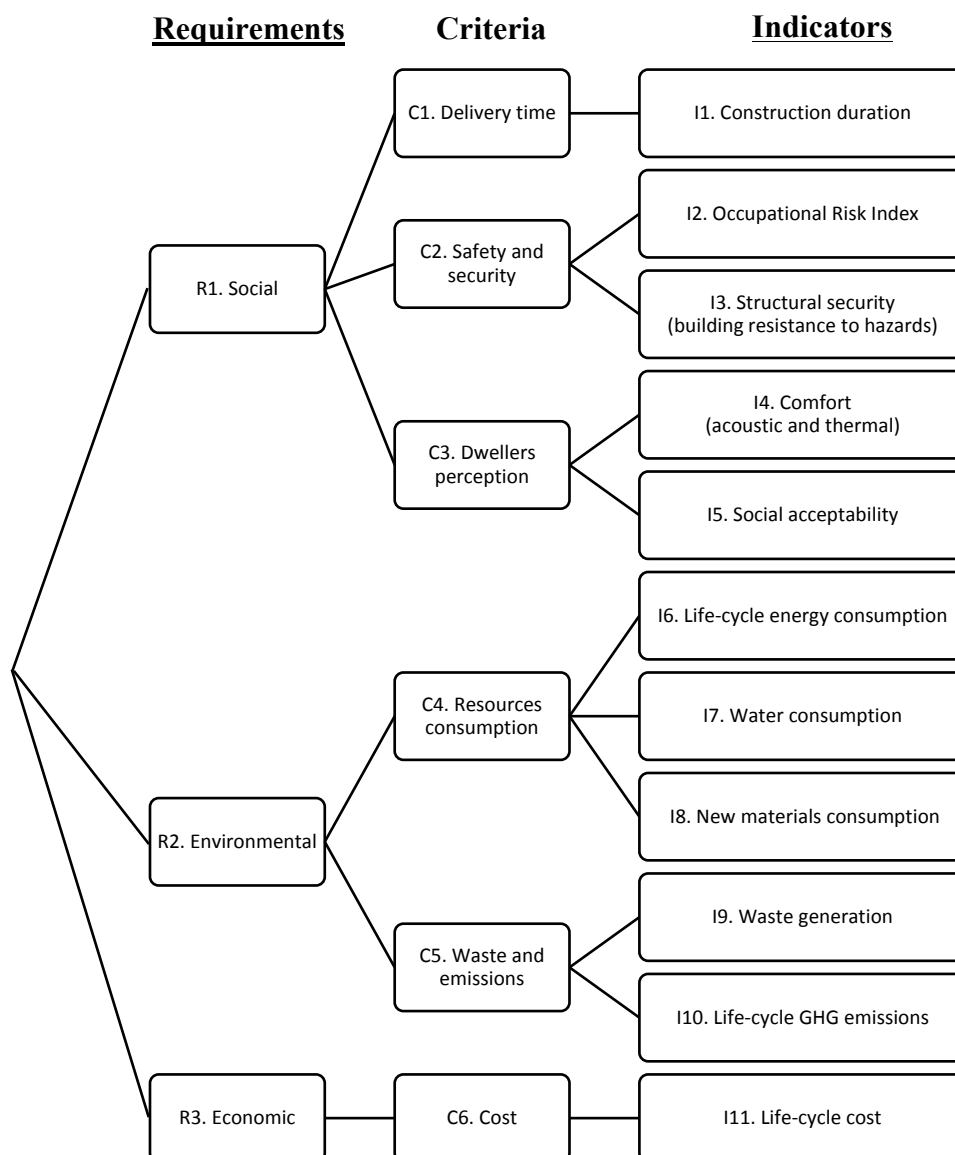 Requirements
Criteria
Indicators
C1. Delivery time
I1. Construction duration
I2. Occupational Risk Index
R1. Social
C2. Safety and
security
I3. Structural security
(building resistance to hazards)
I4. Comfort
(acoustic and thermal)
C3. Dwellers
perception
I5. Social acceptability
I6. Life-cycle energy consumption
C4. Resources
consumption
I7. Water consumption
I8. New materials consumption
R2. Environmental
I9. Waste generation
C5. Waste and
emissions
I10. Life-cycle GHG emissions
R3. Economic
C6. Cost
I11. Life-cycle cost